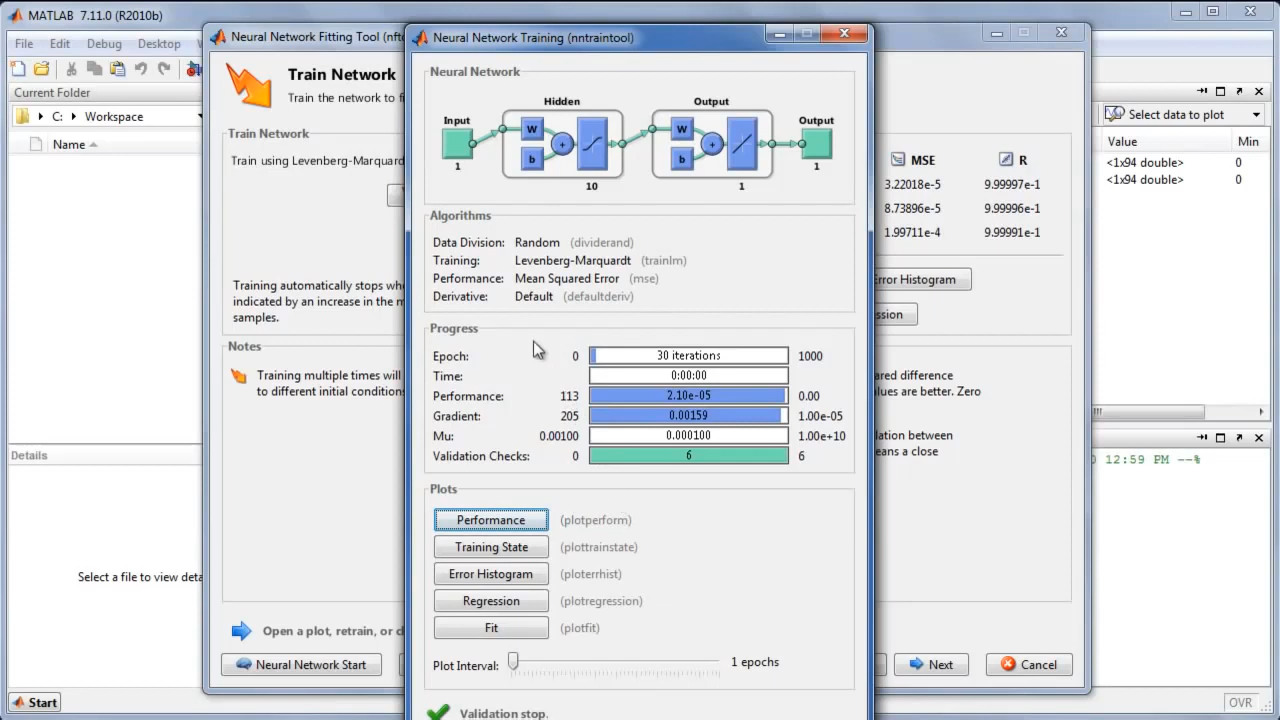 MATLAB 7.11.0 (R2010b)
File Edit Debug Desktop
Current Folder
C: Workspace
Name
Details
Select a file to view deta
Start
Neural Network Fitting Tool (nft
Train Network
Train the network to fi
Train Network
Train using Levenberg-Marquard
Training automatically stops whe
indicated by an increase in the m
samples.
Notes
Training multiple times will
to different initial conditions
Open a plot, retrain, or cl
Neural Network Start
Neural Network Training (nntraintool)
Neural Network
Hidden Output
Input Output
W W
+ +
b b
1 1
10 1
Algorithms
Data Division: Random (dividerand)
Training: Levenberg-Marquardt (trainlm)
Performance: Mean Squared Error (mse)
Derivative: Default (defaultderiv)
Progress
Epoch: 0 30 iterations 1000
Time: 0:00:00
Performance: 113 2.10e-05 0.00
Gradient: 205 0.00159 1.00e-05
Mu: 0.00100 0.000100 1.00e+10
Validation Checks: 0 6 6
Plots
Performance (plotperform)
Training State (plottrainstate)
Error Histogram (ploterrhist)
Regression (plotregression)
Fit (plotfit)
Plot Interval: 1 epochs
Validation stop.
MSE R
3.22018e-5 9.99997e-1
8.73896e-5 9.99996e-1
1.99711e-4 9.99991e-1
Error Histogram
ssion
ared difference
alues are better. Zero
lation between
eans a close
Next Cancel
Select data to plot
Value Min
<1x94 double> 0
<1x94 double> 0
12:59 PM --%
OVR